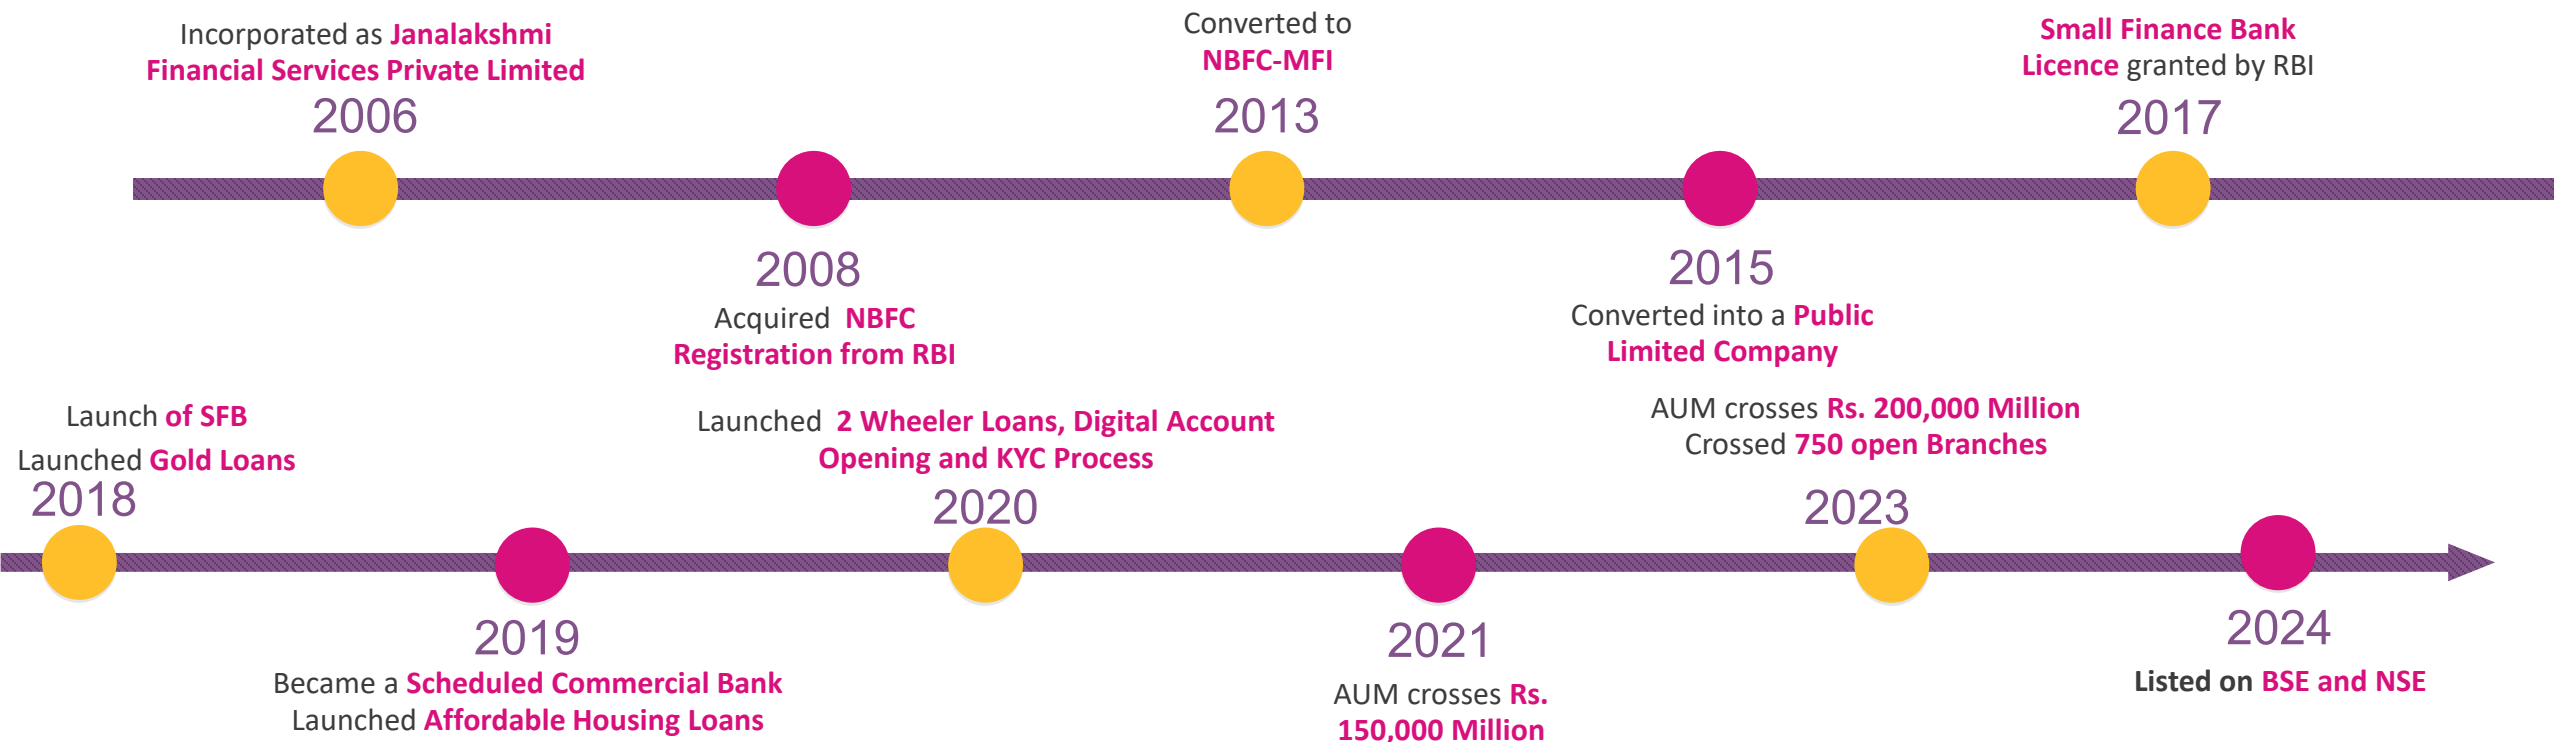 Incorporated as Janalakshmi
Financial Services Private Limited
2006
2008
Acquired NBFC
Registration from RBI
Converted to
NBFC-MFI
2013
2015
Converted into a Public
Limited Company
Small Finance Bank
Licence granted by RBI
2017
Launch of SFB
Launched Gold Loans
2018
2019
Became a Scheduled Commercial Bank
Launched Affordable Housing Loans
Launched 2 Wheeler Loans, Digital Account
Opening and KYC Process
2020
2021
AUM crosses Rs.
150,000 Million
AUM crosses Rs. 200,000 Million
Crossed 750 open Branches
2023
2024
Listed on BSE and NSE